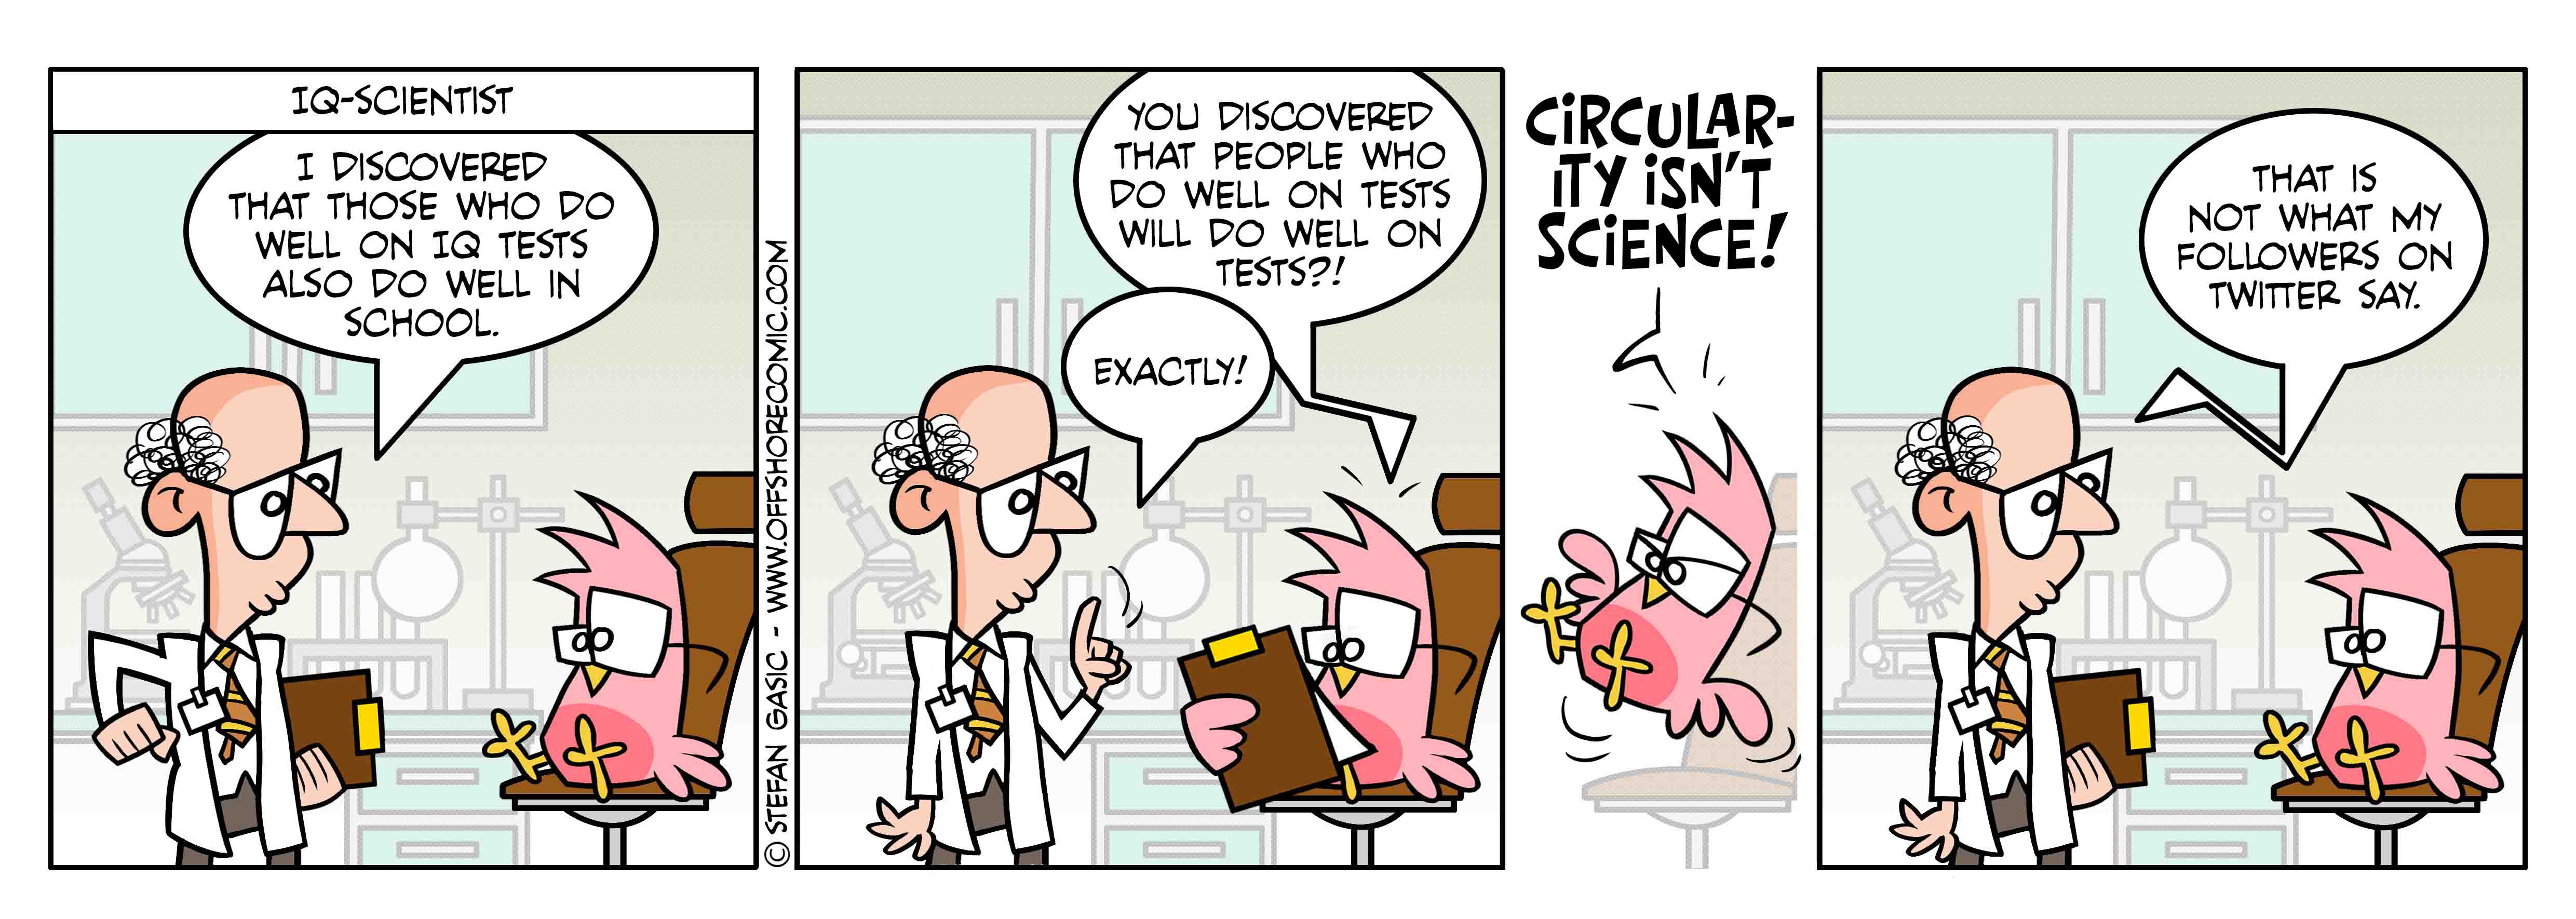 IQ-SCIENTIST
I DISCOVERED
THAT THOSE WHO DO
WELL ON IQ TESTS
ALSO DO WELL IN
SCHOOL.
© STEFAN GASIC - WWW.OFFSHORECOMIC.COM
YOU DISCOVERED
THAT PEOPLE WHO
DO WELL ON TESTS
WILL DO WELL ON
TESTS?!
EXACTLY!
CIRCULAR-
ITY ISN'T
SCIENCE!
THAT IS
NOT WHAT MY
FOLLOWERS ON
TWITTER SAY.